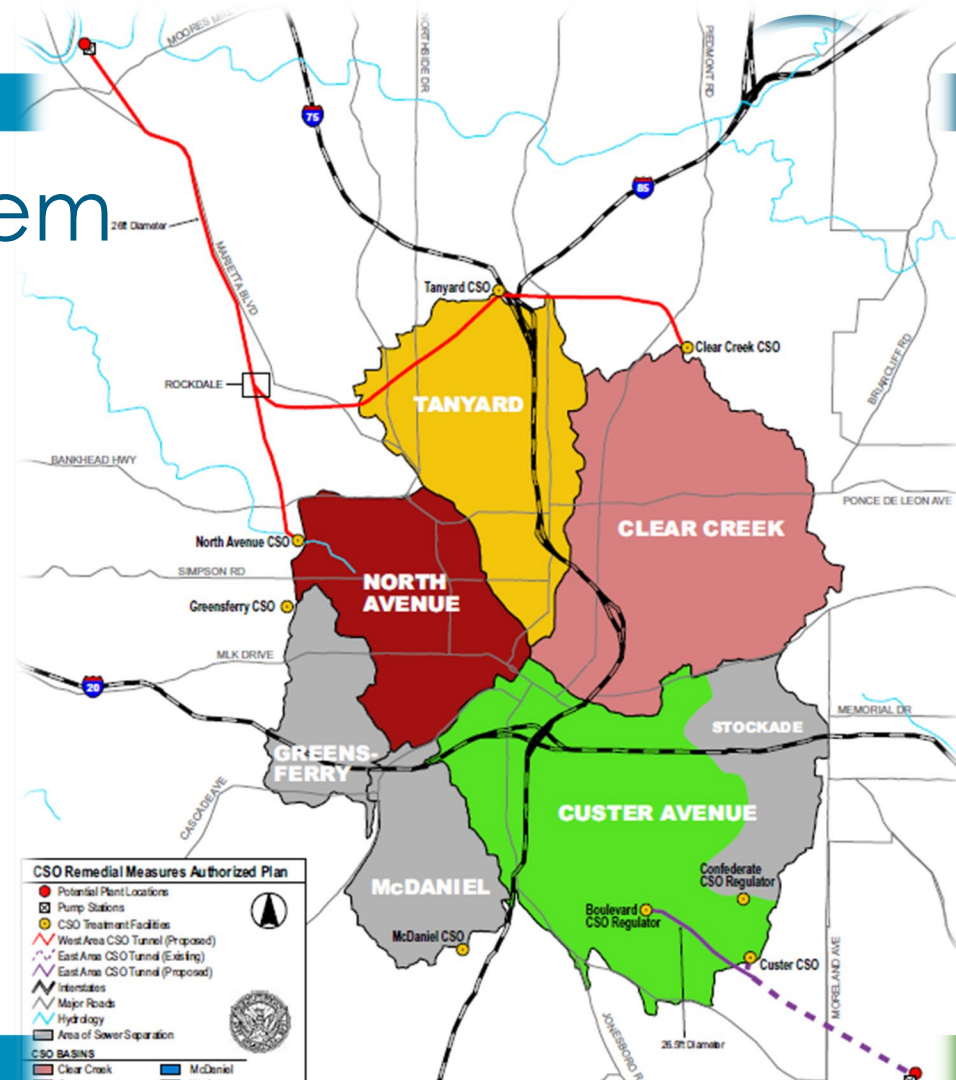 em
MOORES MILL
NORTHSIDE DR
PIEDMONT RD
75
85
26ft Diameter
MARIETTA BLVD
Tanyard CSO
Clear Creek CSO
ROCKDALE
TANYARD
BRIARCLIFF RD
BANKHEAD HWY
PONCE DE LEON AVE
CLEAR CREEK
North Avenue CSO
SIMPSON RD
NORTH
AVENUE
Greensferry CSO
MLK DRIVE
20
MEMORIAL DR
STOCKADE
GREENS-
FERRY
CASCADE AVE
CUSTER AVENUE
McDANIEL
Confederate
CSO Regulator
Boulevard
CSO Regulator
McDaniel CSO
Custer CSO
MORELAND AVE
JONESBORO R
26.5ft Diameter
CSO Remedial Measures Authorized Plan
Potential Plant Locations
Pump Stations
CSO Treatment Facilities
West Area CSO Tunnel (Proposed)
East Area CSO Tunnel (Existing)
East Area CSO Tunnel (Proposed)
Interstates
Major Roads
Hydrology
Area of Sewer Separation
CSO BASINS
Clear Creek
McDaniel